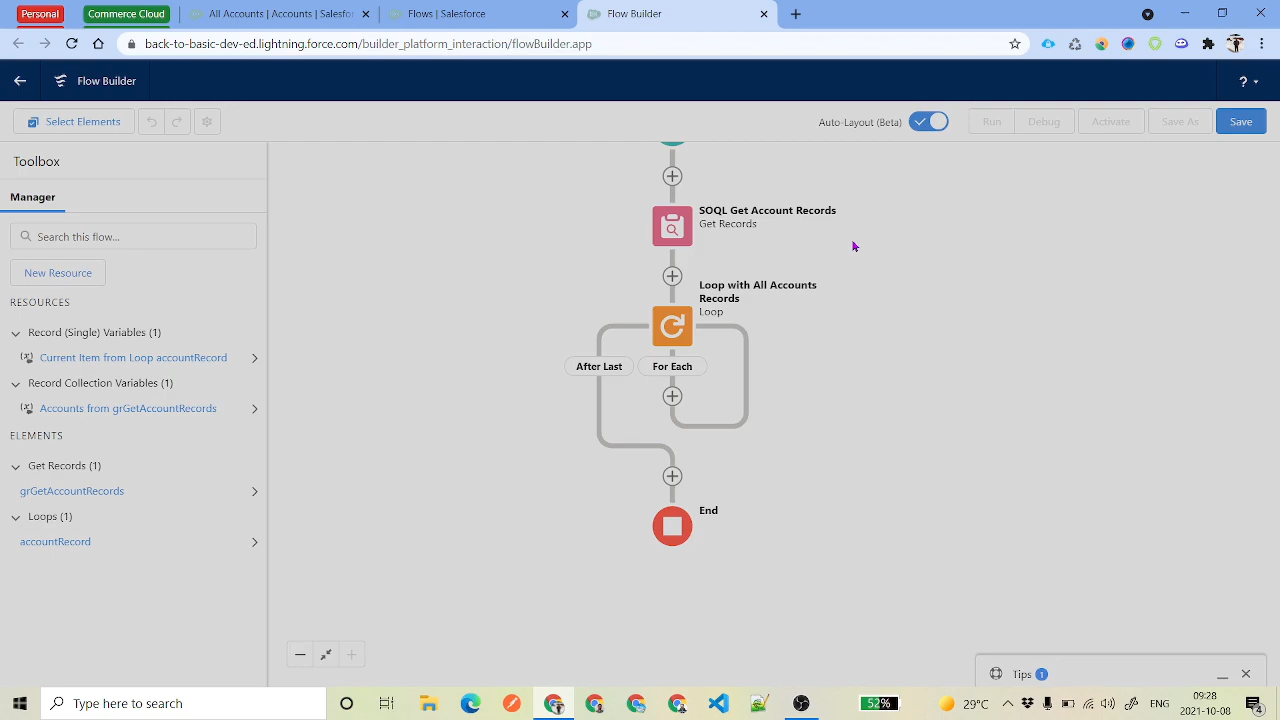 Personal
Commerce Cloud
All Accounts | Accounts | Salesfor
Flows | Salesforce
Flow Builder
back-to-basic-dev-ed.lightning.force.com/builder_platform_interaction/flowBuilder.app
Flow Builder
?
Select Elements
Auto-Layout (Beta)
Run
Debug
Activate
Save As
Save
Toolbox
Manager
Search this flow...
New Resource
RESOURCES
Record (Single) Variables (1)
Current Item from Loop accountRecord
Record Collection Variables (1)
Accounts from grGetAccountRecords
ELEMENTS
Get Records (1)
grGetAccountRecords
Loops (1)
accountRecord
SOQL Get Account Records
Get Records
Loop with All Accounts
Records
Loop
After Last
For Each
End
Tips 1
Type here to search
52%
29°C
ENG
09:28
2021-10-08
4